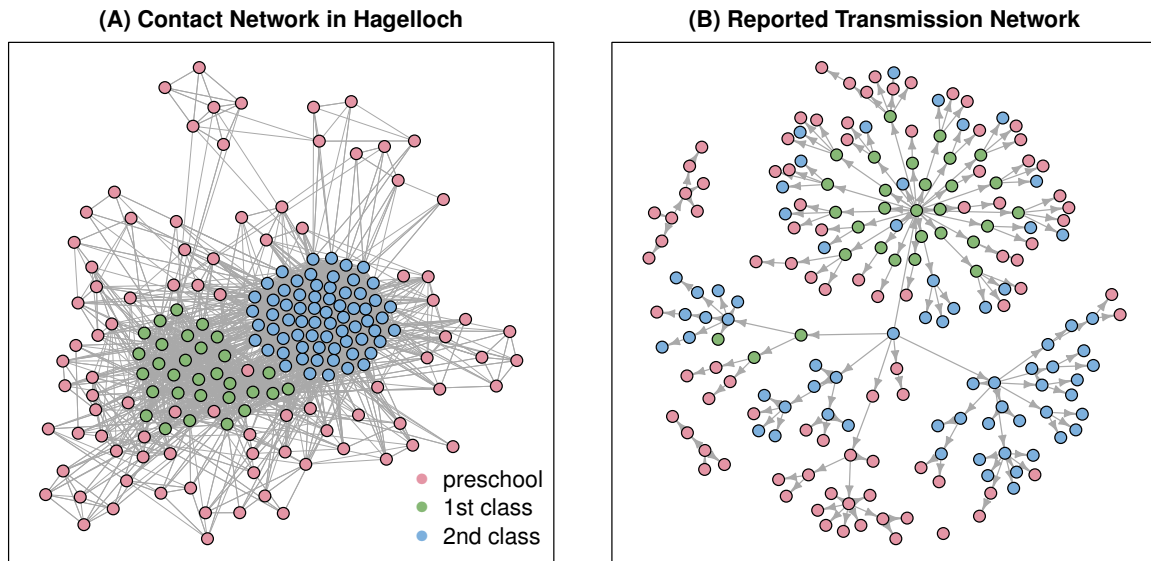 (A) Contact Network in Hagelloch
(B) Reported Transmission Network
preschool
1st class
2nd class